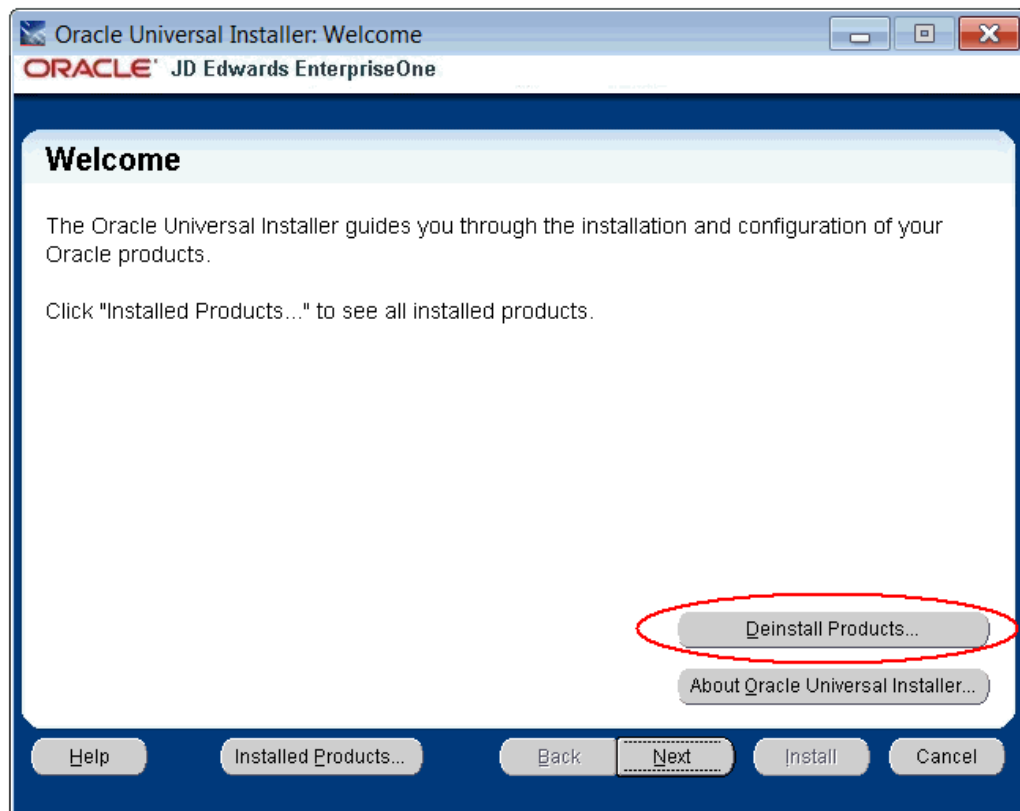 Oracle Universal Installer: Welcome
ORACLE' JD Edwards EnterpriseOne
Welcome
The Oracle Universal Installer guides you through the installation and configuration of your
Oracle products.
Click "Installed Products..." to see all installed products.
Deinstall Products...
About Oracle Universal Installer...
Help Installed Products... Back Next Install Cancel